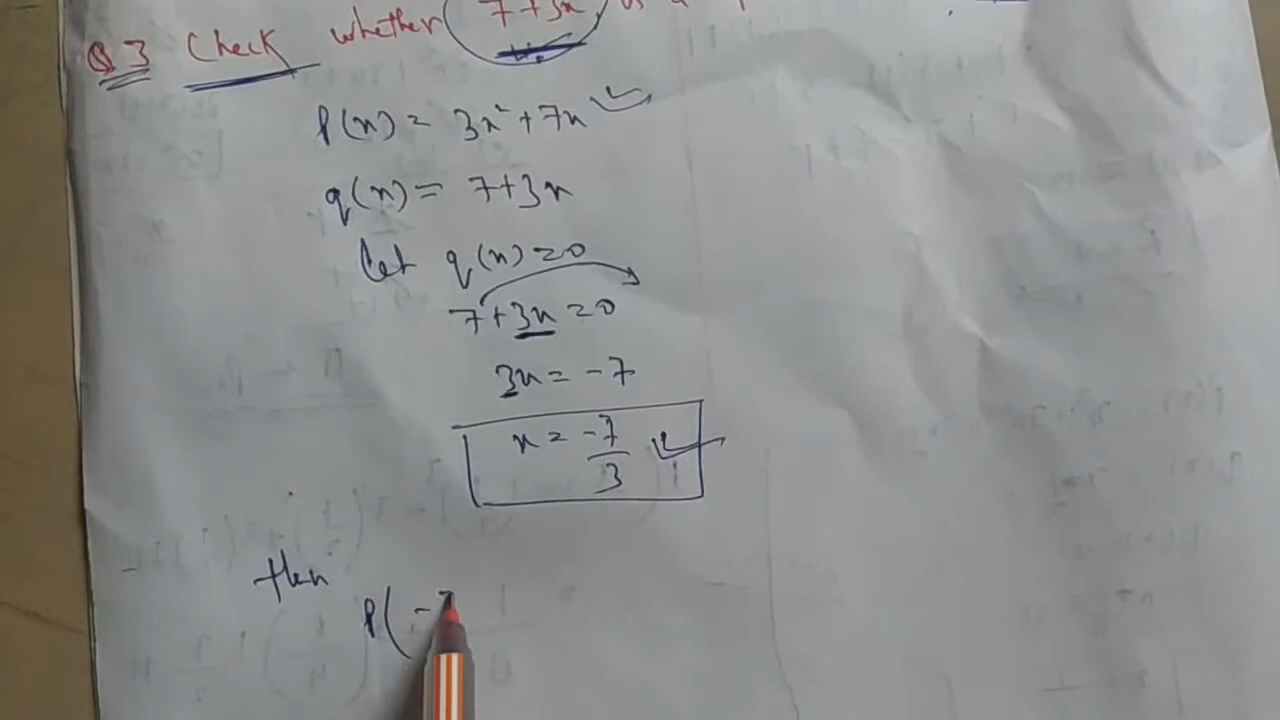 Q3 Check whether 7+3x
P(x) = 3x²+7x
q(x) = 7+3x
Let q(x)=0
7+3x=0
3x = -7
x = -7/3
then
P(-7